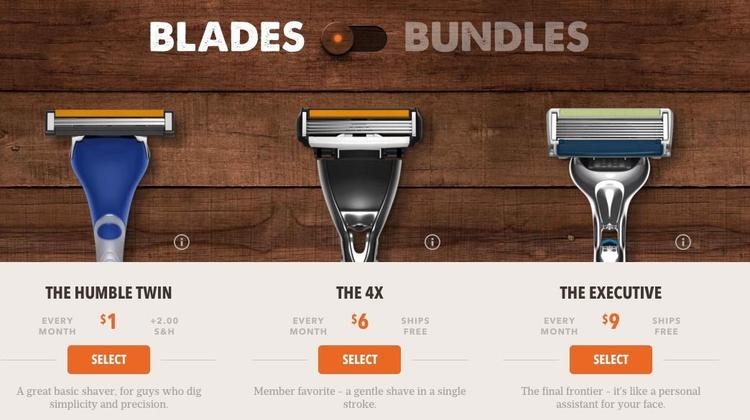 BLADES BUNDLES
THE HUMBLE TWIN
EVERY MONTH $1 +2.00 S&H
SELECT
A great basic shaver, for guys who dig
simplicity and precision.
THE 4X
EVERY MONTH $6 SHIPS FREE
SELECT
Member favorite – a gentle shave in a single
stroke.
THE EXECUTIVE
EVERY MONTH $9 SHIPS FREE
SELECT
The final frontier – it's like a personal
assistant for your face.